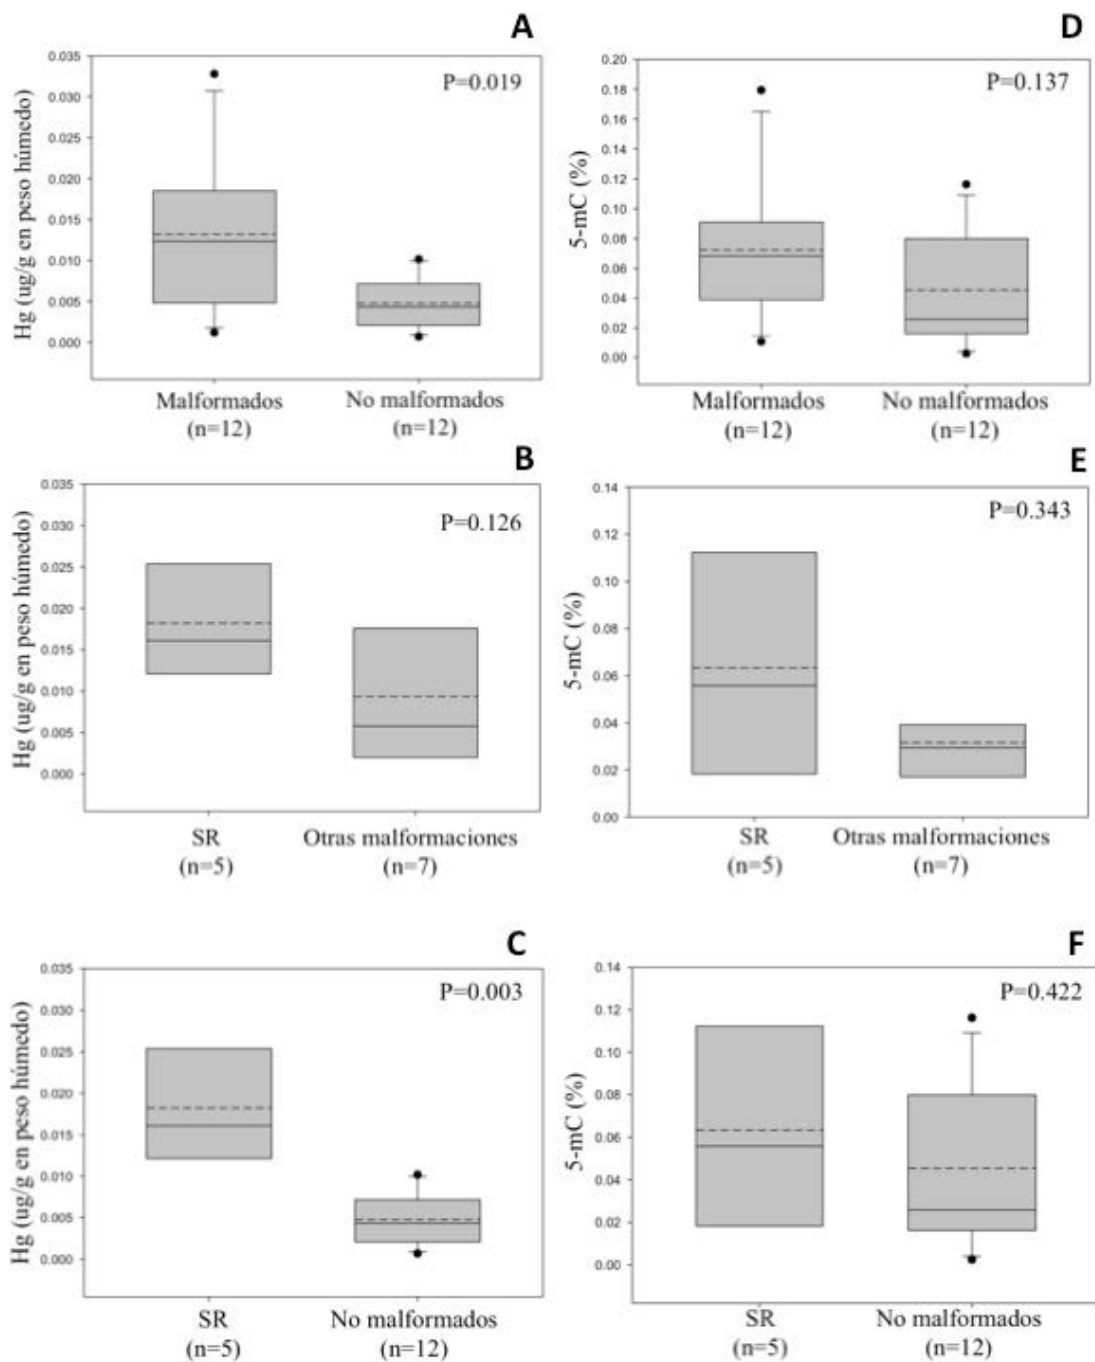 A
P=0.019
Hg (ug/g en peso húmedo)
0.035
0.030
0.025
0.020
0.015
0.010
0.005
0.000
Malformados
(n=12)
No malformados
(n=12)
D
P=0.137
5-mC (%)
0.20
0.18
0.16
0.14
0.12
0.10
0.08
0.06
0.04
0.02
0.00
Malformados
(n=12)
No malformados
(n=12)
B
P=0.126
Hg (ug/g en peso húmedo)
0.035
0.030
0.025
0.020
0.015
0.010
0.005
0.000
SR
(n=5)
Otras malformaciones
(n=7)
E
P=0.343
5-mC (%)
0.14
0.12
0.10
0.08
0.06
0.04
0.02
0.00
SR
(n=5)
Otras malformaciones
(n=7)
C
P=0.003
Hg (ug/g en peso húmedo)
0.035
0.030
0.025
0.020
0.015
0.010
0.005
0.000
SR
(n=5)
No malformados
(n=12)
F
P=0.422
5-mC (%)
0.14
0.12
0.10
0.08
0.06
0.04
0.02
0.00
SR
(n=5)
No malformados
(n=12)